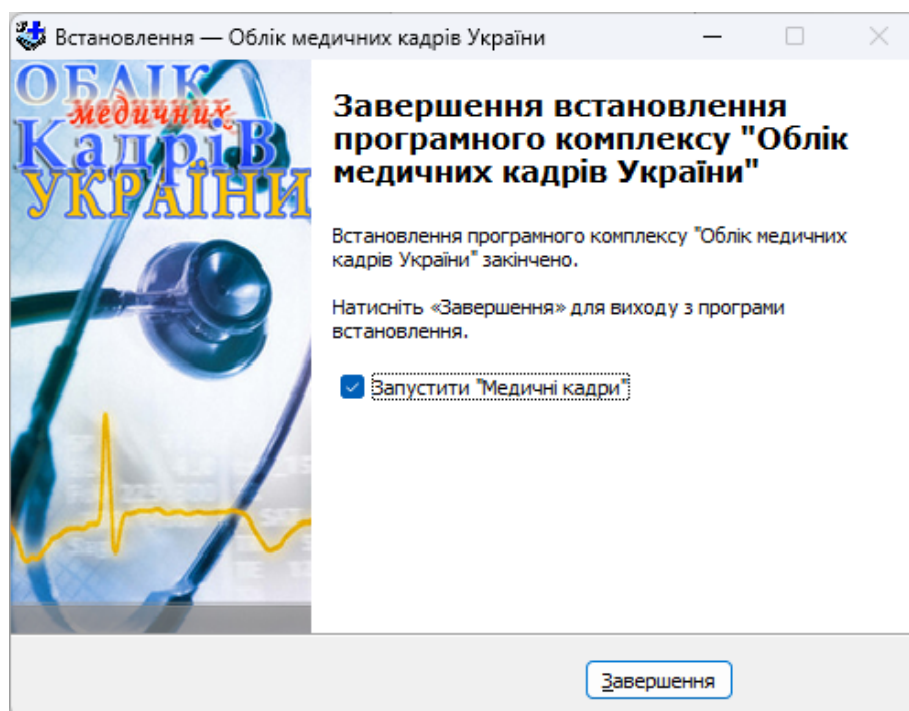 Встановлення — Облік медичних кадрів України
ОБЛІК
медичних
КадріВ
УКРАЇНИ
Завершення встановлення
програмного комплексу "Облік
медичних кадрів України"
Встановлення програмного комплексу "Облік медичних
кадрів України" закінчено.
Натисніть «Завершення» для виходу з програми
встановлення.
Запустити "Медичні кадри"
Завершення